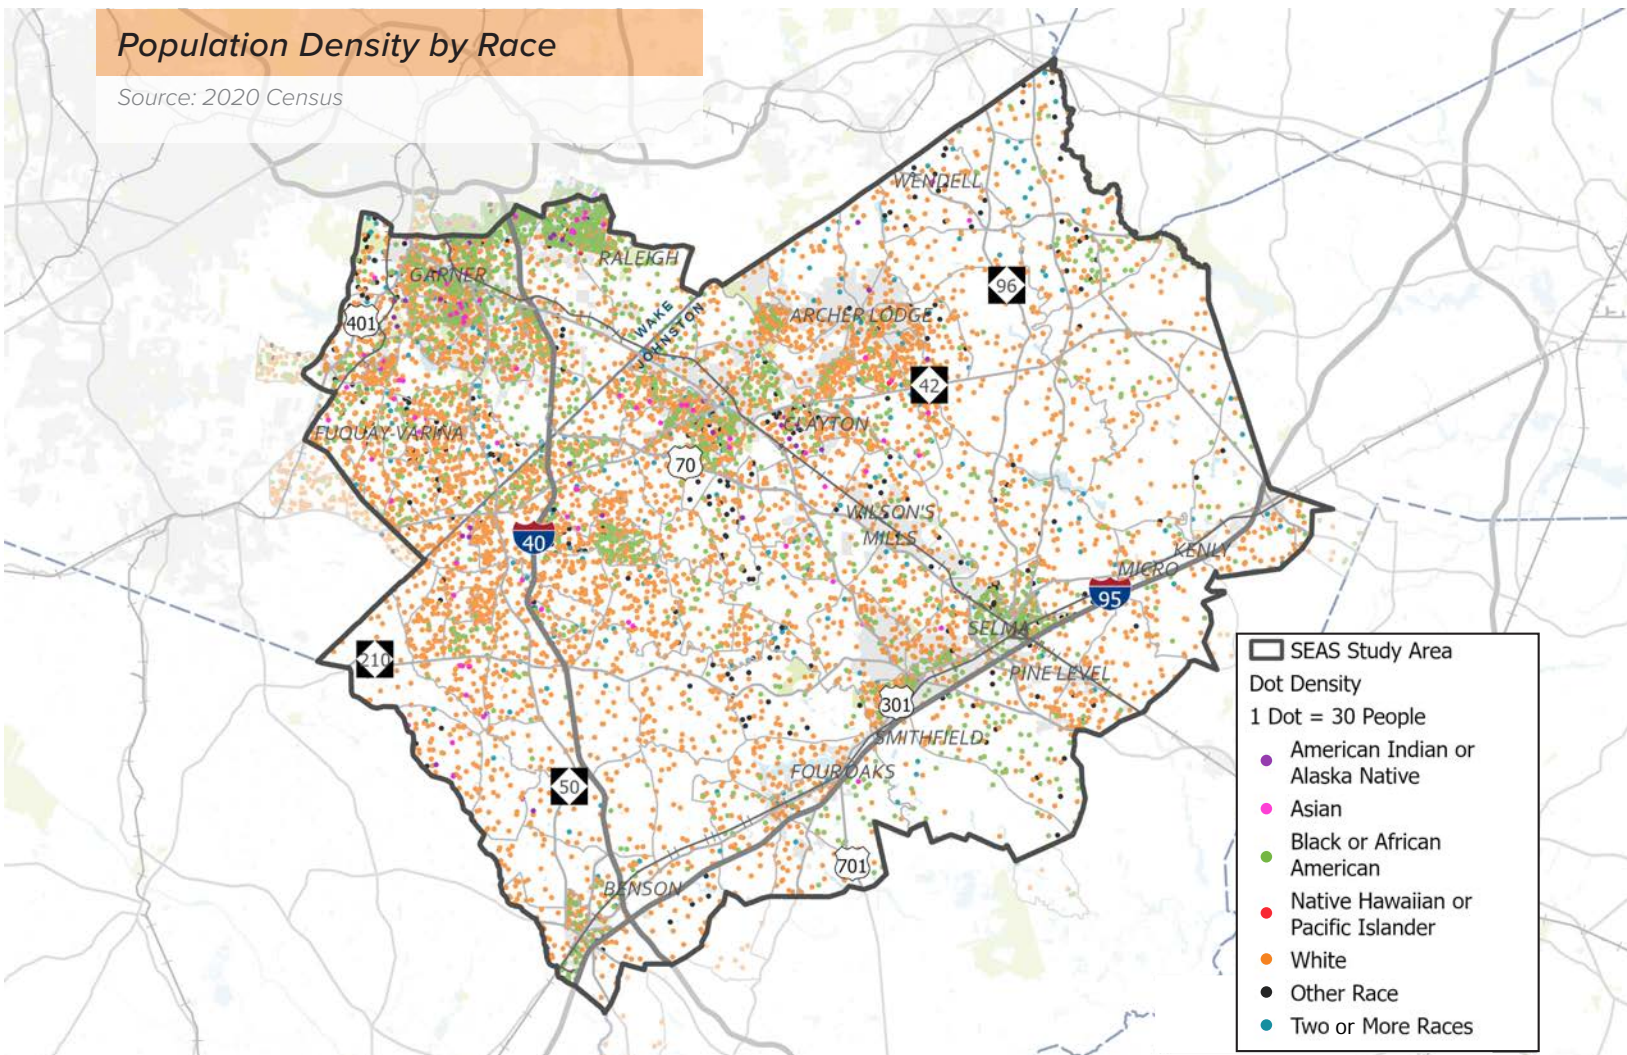 Population Density by Race
Source: 2020 Census
WENDELL
RALEIGH
GARNER
96
WAKE
JOHNSTON
ARCHER LODGE
401
42
CLAYTON
FUQUAY-VARINA
70
WILSON'S
MILLS
40
KENLY
MICRO
95
SELMA
210
PINE LEVEL
301
SMITHFIELD
FOUR OAKS
50
701
BENSON
SEAS Study Area
Dot Density
1 Dot = 30 People
American Indian or
Alaska Native
Asian
Black or African
American
Native Hawaiian or
Pacific Islander
White
Other Race
Two or More Races